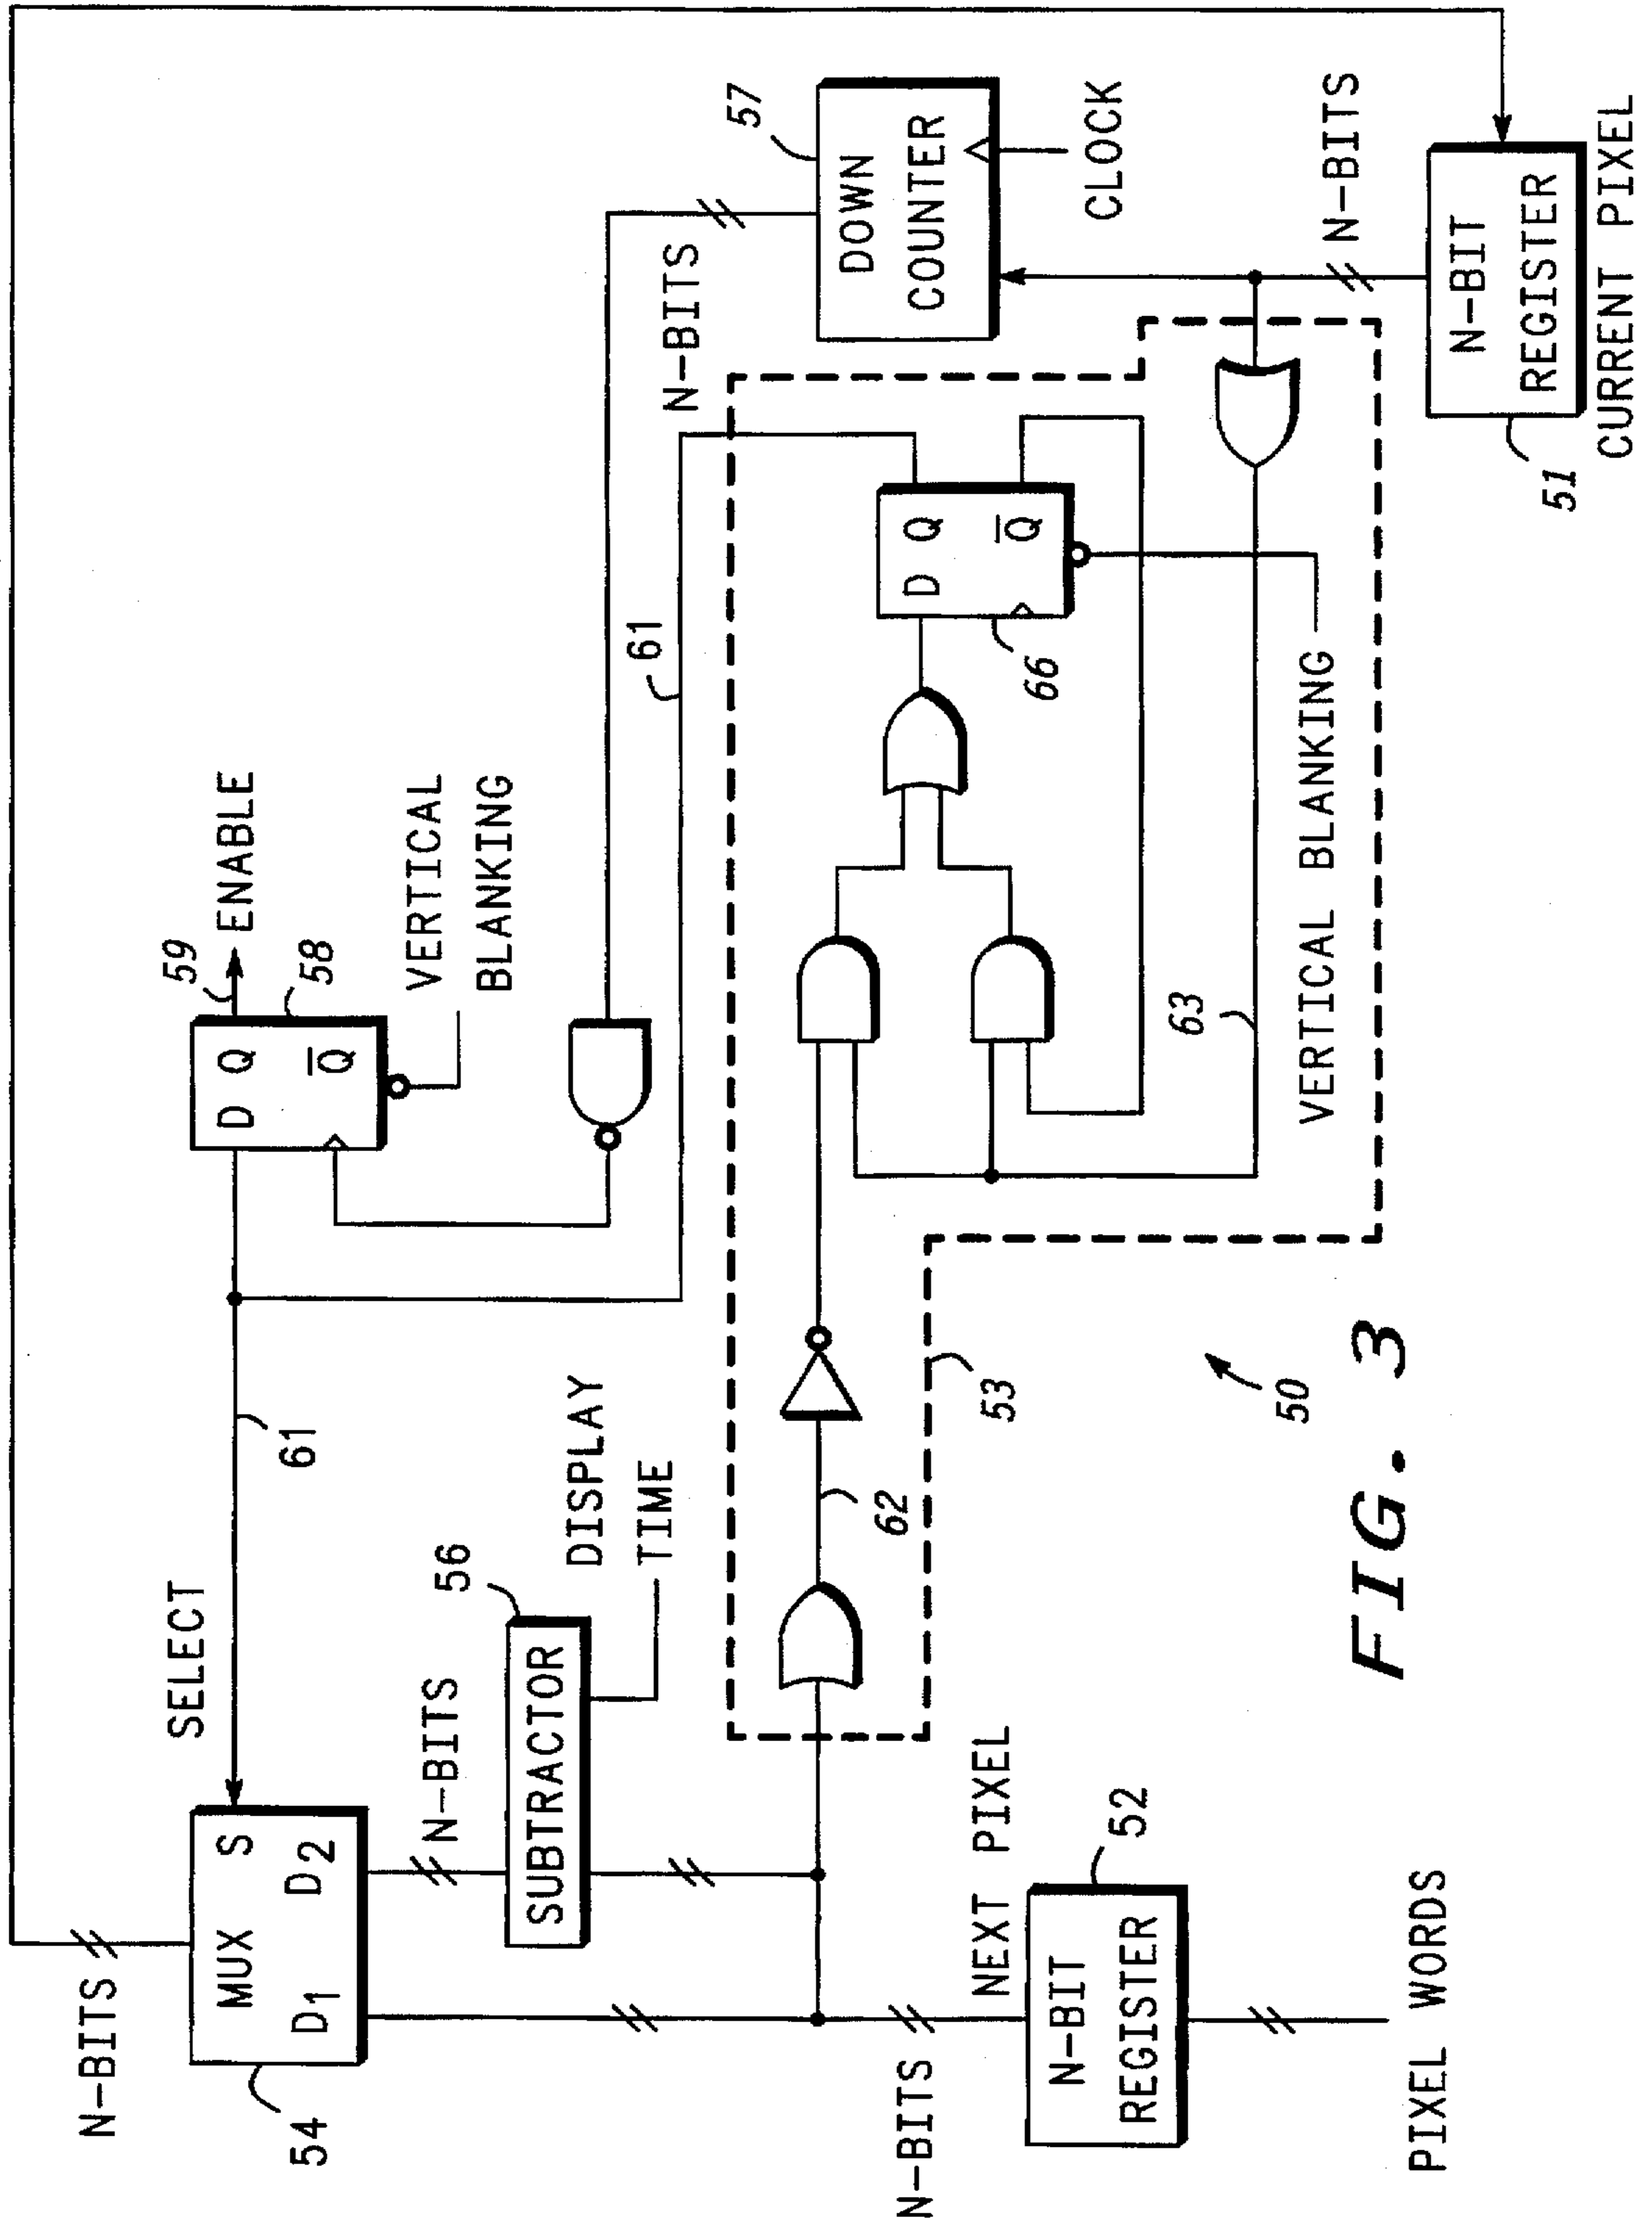 N-BITS
MUX S
D1 D2
54
SELECT
61
D Q
Q
59
ENABLE
58
VERTICAL
BLANKING
N-BITS
SUBTRACTOR
56
DISPLAY
TIME
61
N-BITS
DOWN
COUNTER
57
CLOCK
62
53
D Q
Q
66
63
VERTICAL BLANKING
N-BITS
NEXT PIXEL
N-BIT
REGISTER
52
PIXEL WORDS
N-BITS
N-BIT
REGISTER
51
CURRENT PIXEL
50
FIG. 3